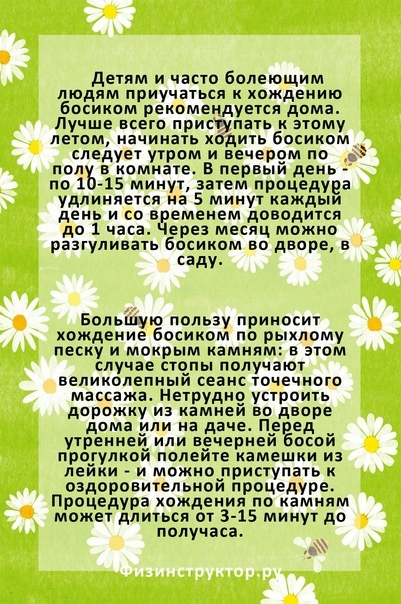 Детям и часто болеющим
людям приучаться к хождению
босиком рекомендуется дома.
Лучше всего приступать к этому
летом, начинать ходить босиком
следует утром и вечером по
полу в комнате. В первый день -
по 10-15 минут, затем процедура
удлиняется на 5 минут каждый
день и со временем доводится
до 1 часа. Через месяц можно
разгуливать босиком во дворе, в
саду.
Большую пользу приносит
хождение босиком по рыхлому
песку и мокрым камням: в этом
случае стопы получают
великолепный сеанс точечного
массажа. Нетрудно устроить
дорожку из камней во дворе
дома или на даче. Перед
утренней или вечерней босой
прогулкой полейте камешки из
лейки - и можно приступать к
оздоровительной процедуре.
Процедура хождения по камням
может длиться от 3-15 минут до
получаса.
Физинструктор.ру